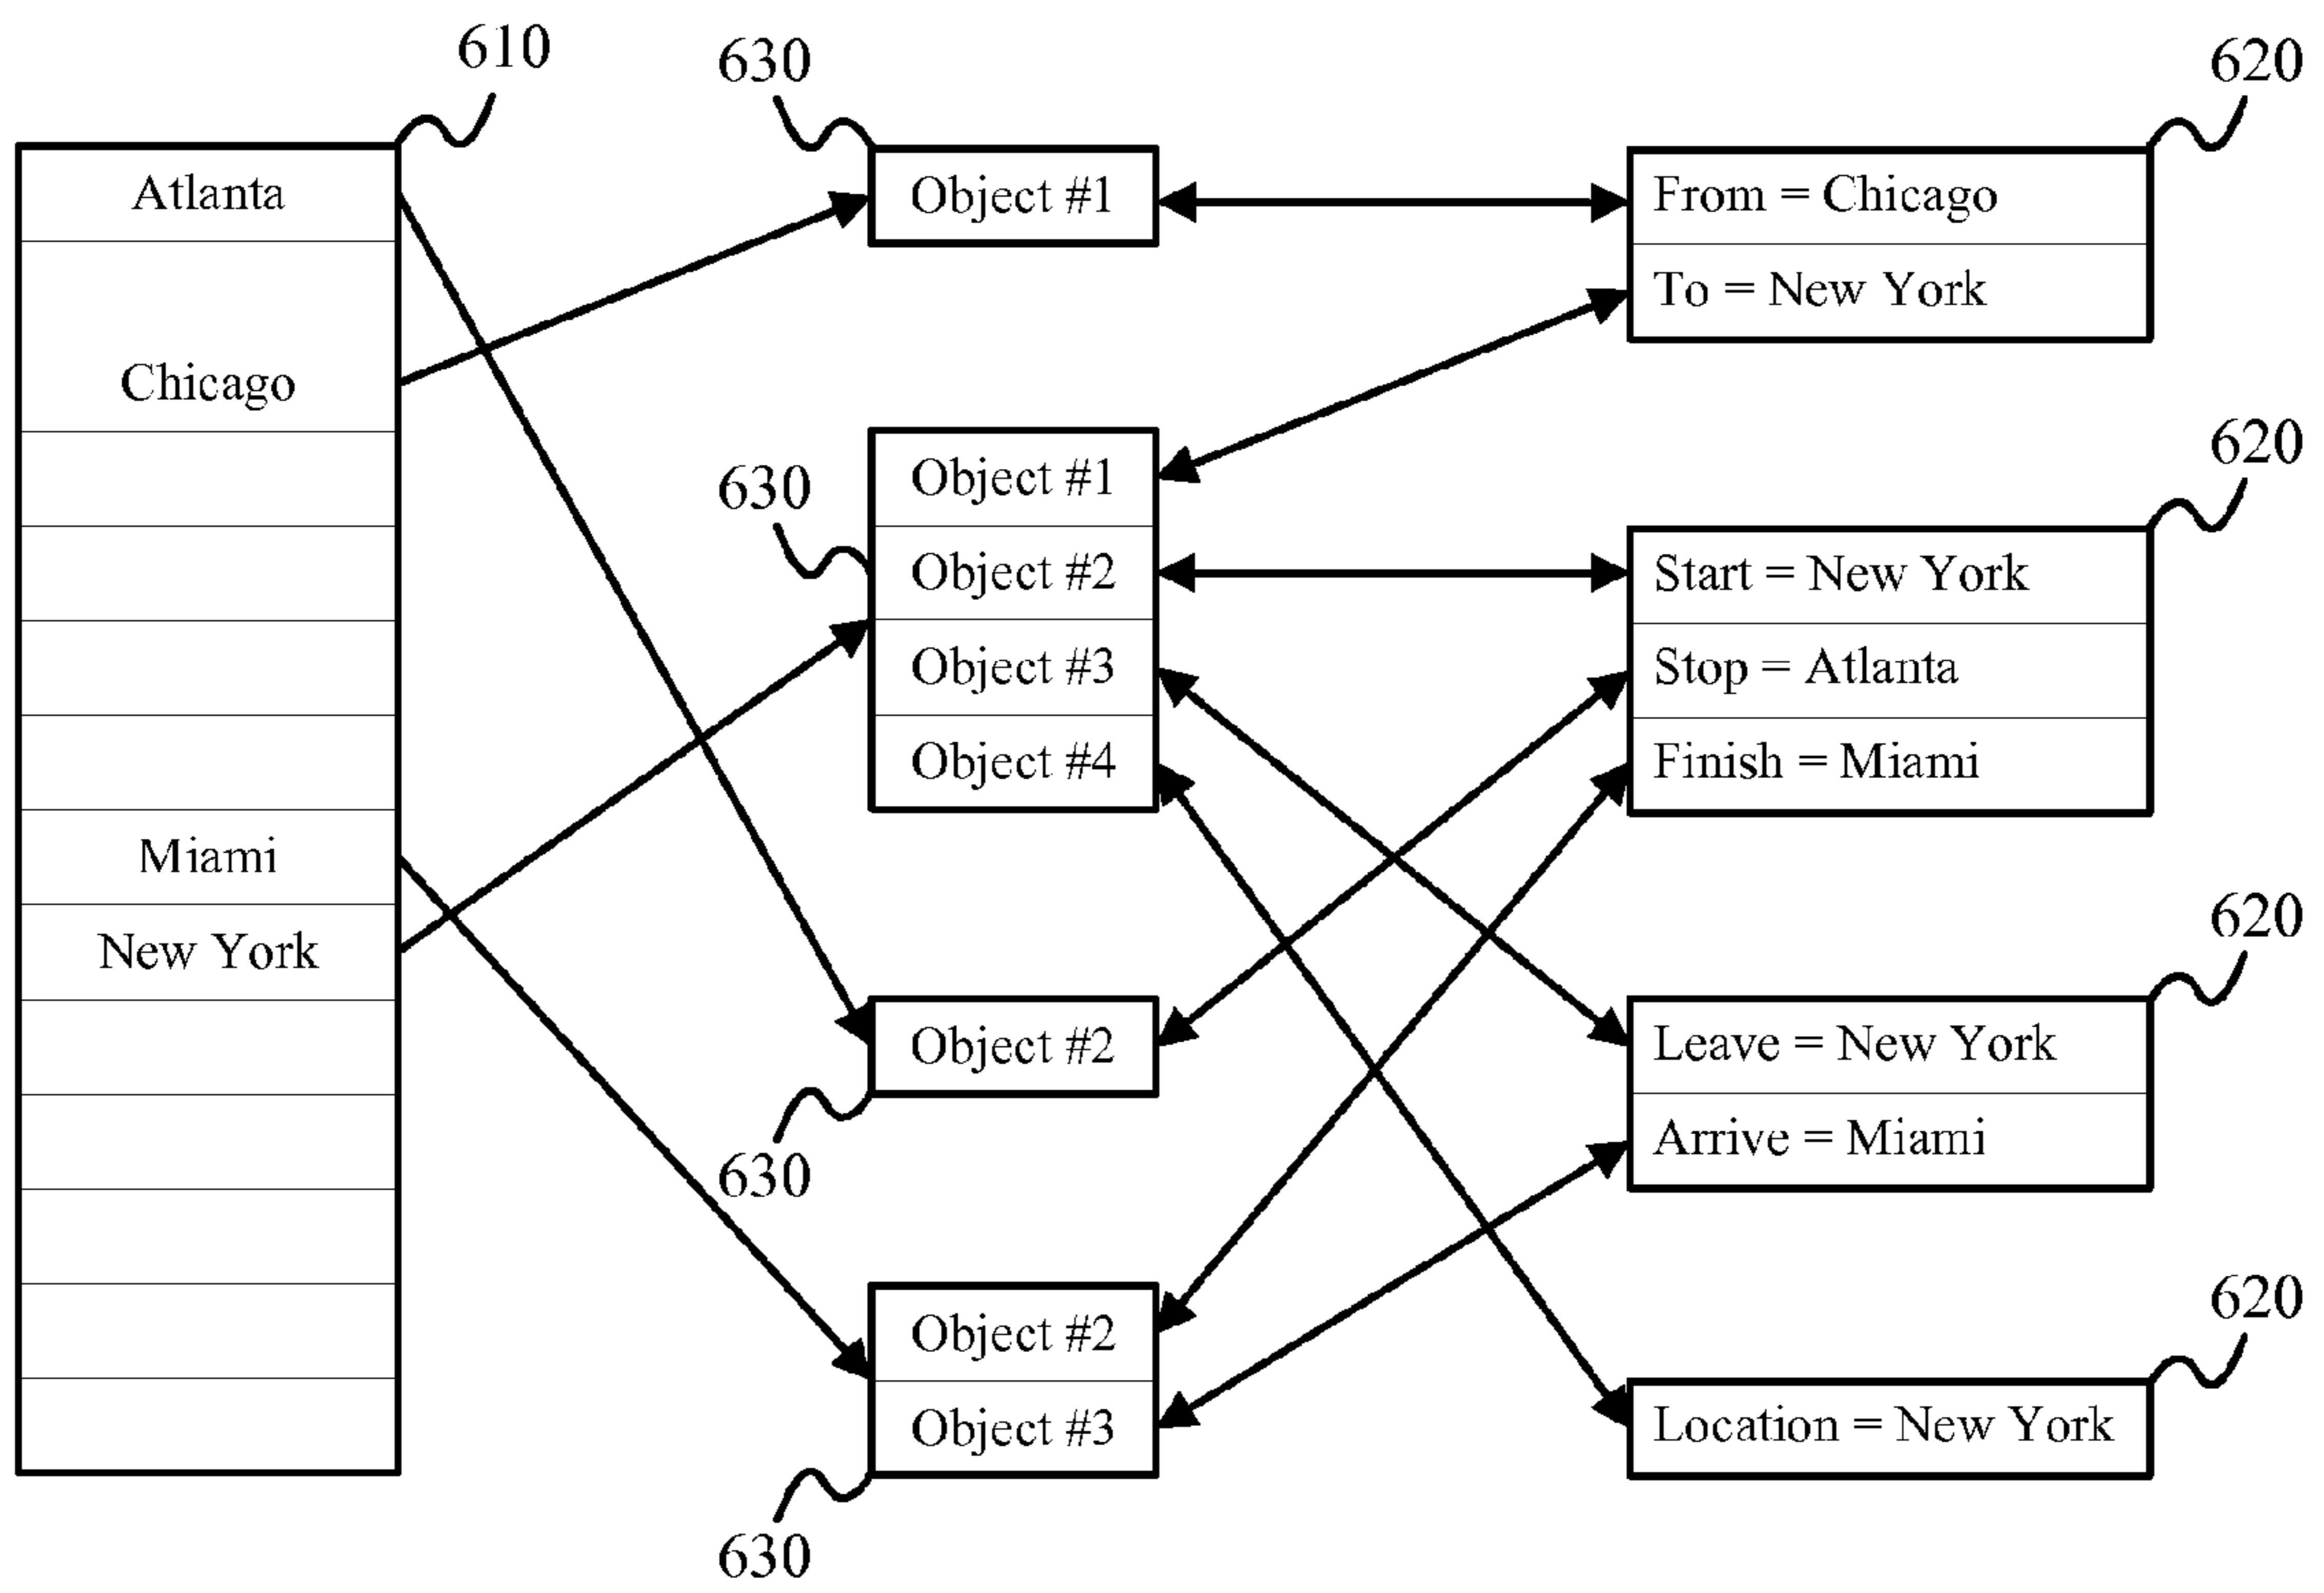 610
630
620
Atlanta
Chicago
Miami
New York
Object #1
630
Object #1
Object #2
Object #3
Object #4
Object #2
630
Object #2
Object #3
630
From = Chicago
To = New York
620
Start = New York
Stop = Atlanta
Finish = Miami
620
Leave = New York
Arrive = Miami
620
Location = New York